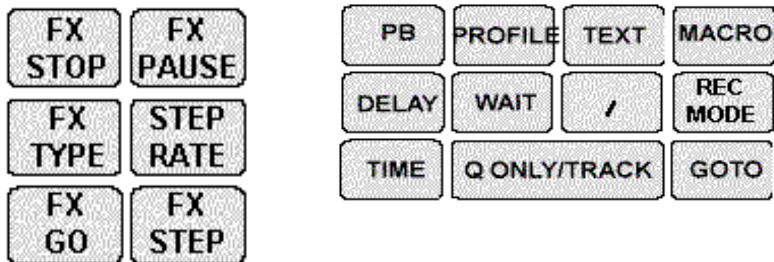 FX STOP
FX PAUSE
FX TYPE
STEP RATE
FX GO
FX STEP
PB PROFILE TEXT MACRO
DELAY WAIT / REC MODE
TIME Q ONLY/TRACK GOTO